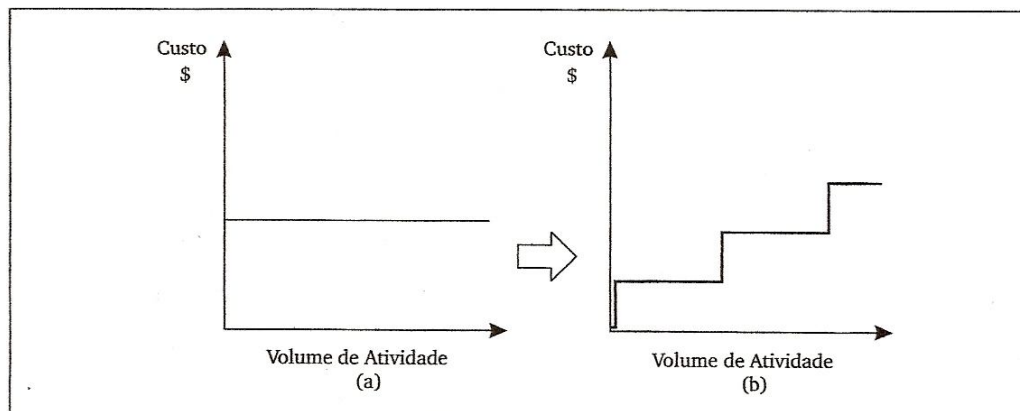 Custo
$
Volume de Atividade
(a)
Custo
$
Volume de Atividade
(b)